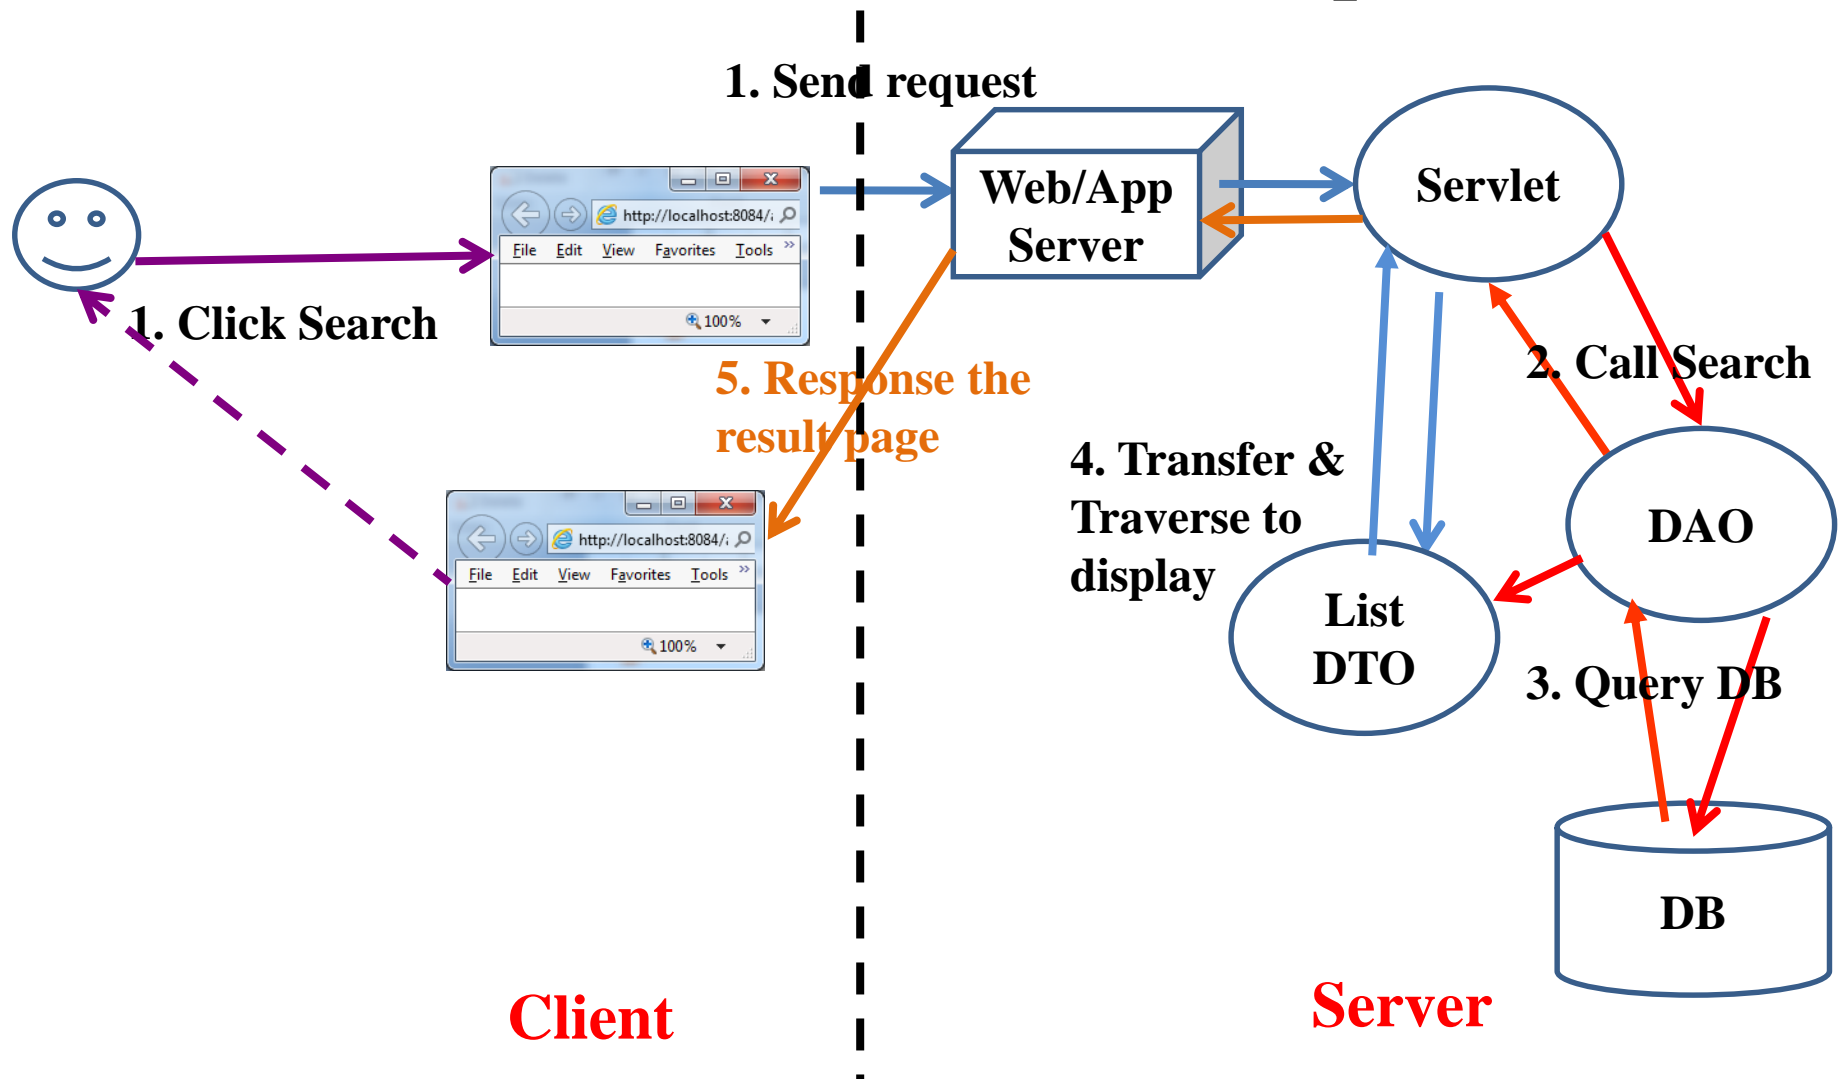 1. Send request
Web/App
Server
Servlet
http://localhost:8084/
File Edit View Favorites Tools »
100%
1. Click Search
5. Response the
result page
2. Call Search
4. Transfer &
Traverse to
display
DAO
http://localhost:8084/
File Edit View Favorites Tools »
100%
List
DTO
3. Query DB
DB
Client
Server